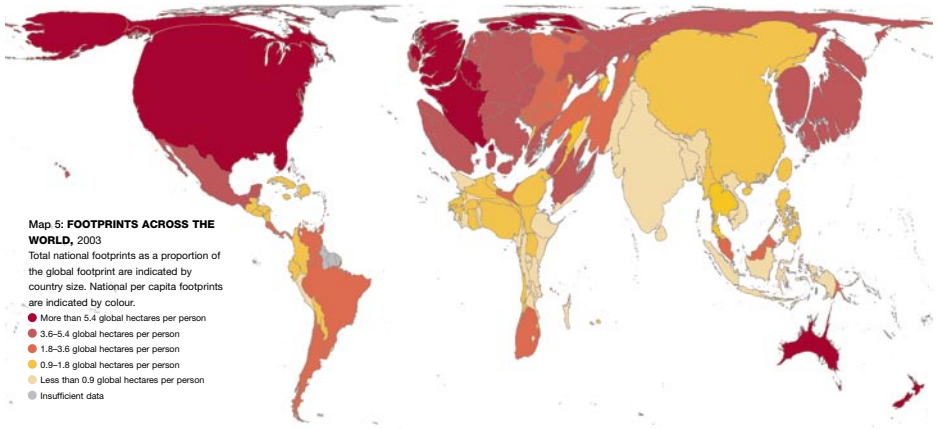 Map 5: FOOTPRINTS ACROSS THE
WORLD, 2003
Total national footprints as a proportion of
the global footprint are indicated by
country size. National per capita footprints
are indicated by colour.
More than 5.4 global hectares per person
3.6–5.4 global hectares per person
1.8–3.6 global hectares per person
0.9–1.8 global hectares per person
Less than 0.9 global hectares per person
Insufficient data